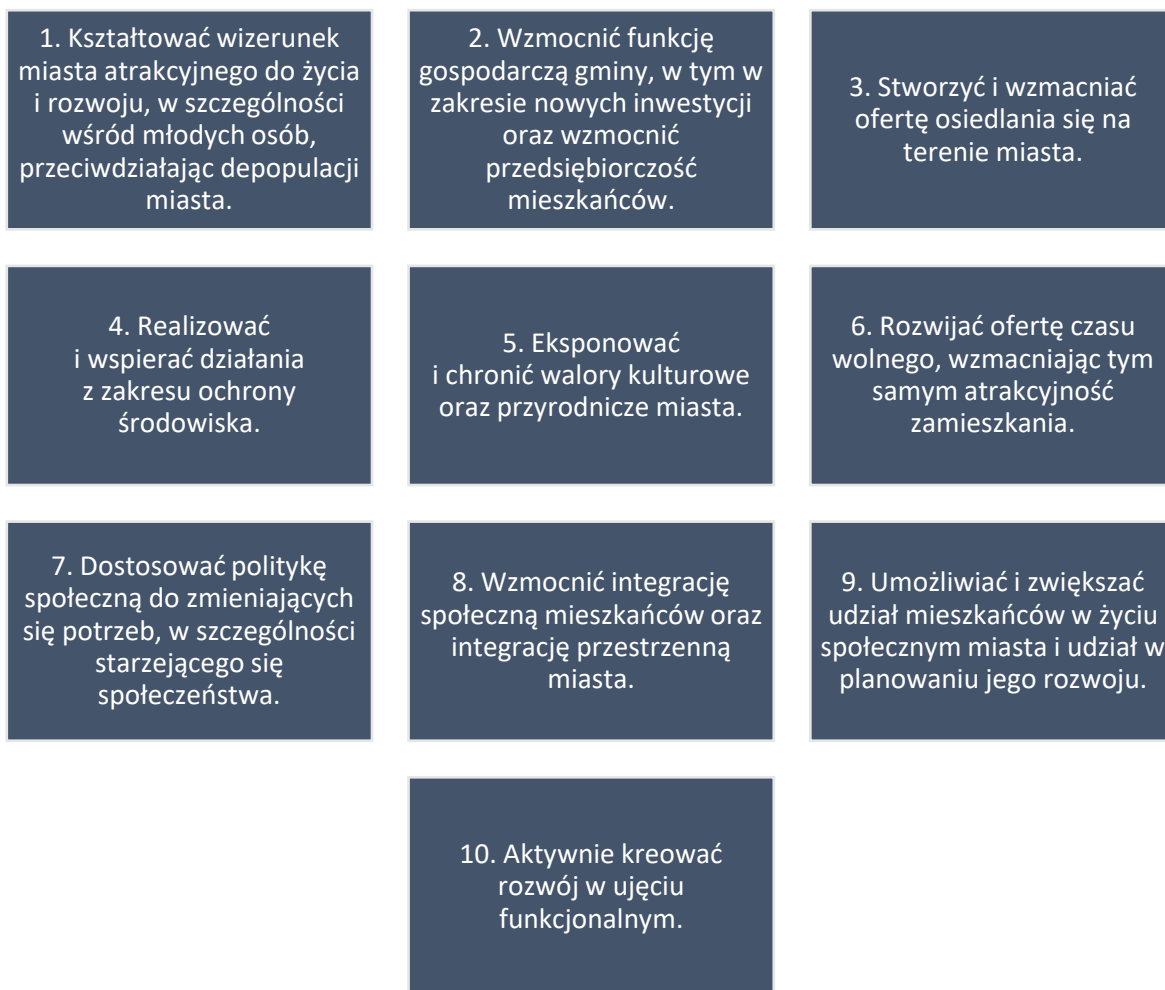 1. Kształtować wizerunek
miasta atrakcyjnego do życia
i rozwoju, w szczególności
wśród młodych osób,
przeciwdziałając depopulacji
miasta.
2. Wzmocnić funkcję
gospodarczą gminy, w tym w
zakresie nowych inwestycji
oraz wzmocnić
przedsiębiorczość
mieszkańców.
3. Stworzyć i wzmacniać
ofertę osiedlania się na
terenie miasta.
4. Realizować
i wspierać działania
z zakresu ochrony
środowiska.
5. Eksponować
i chronić walory kulturowe
oraz przyrodnicze miasta.
6. Rozwijać ofertę czasu
wolnego, wzmacniając tym
samym atrakcyjność
zamieszkania.
7. Dostosować politykę
społeczną do zmieniających
się potrzeb, w szczególności
starzejącego się
społeczeństwa.
8. Wzmocnić integrację
społeczną mieszkańców oraz
integrację przestrzenną
miasta.
9. Umożliwiać i zwiększać
udział mieszkańców w życiu
społecznym miasta i udział w
planowaniu jego rozwoju.
10. Aktywnie kreować
rozwój w ujęciu
funkcjonalnym.